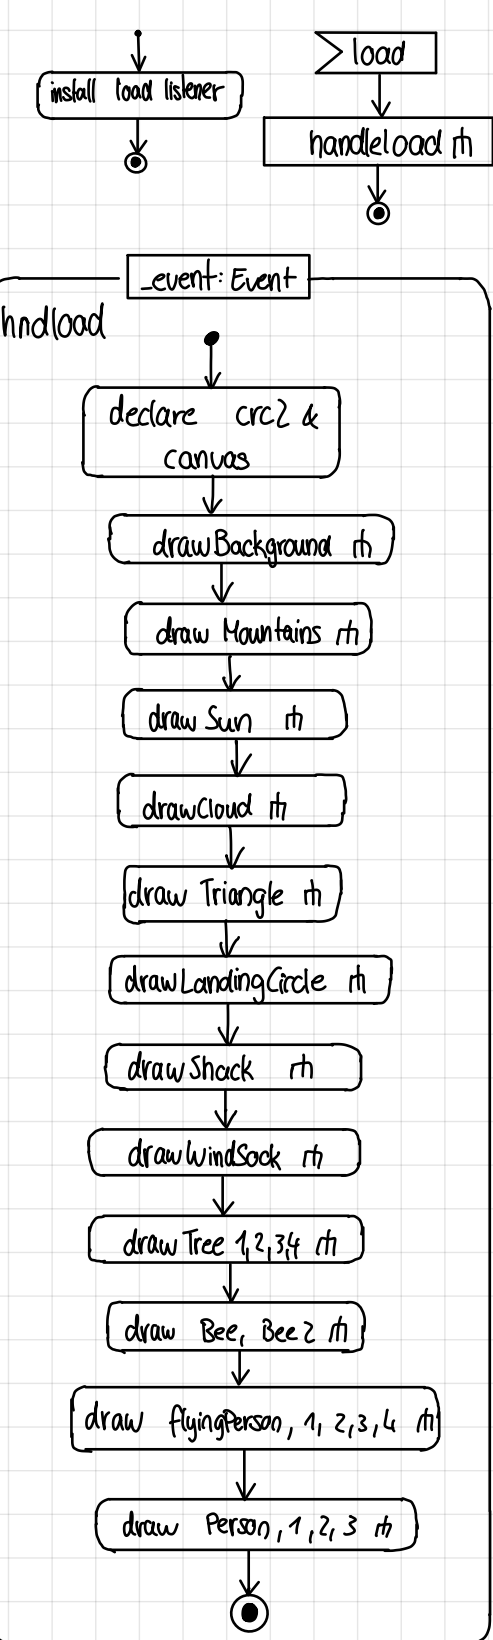 install load listener
load
handleload
_event: Event
hndload
declare crc2 &
canvas
drawBackground
draw Mountains
draw Sun
drawCloud
draw Triangle
drawLandingCircle
drawShack
drawWindSock
drawTree 1,2,3,4
draw Bee, Bee2
draw flyingPerson, 1, 2, 3, 4
draw Person, 1, 2, 3